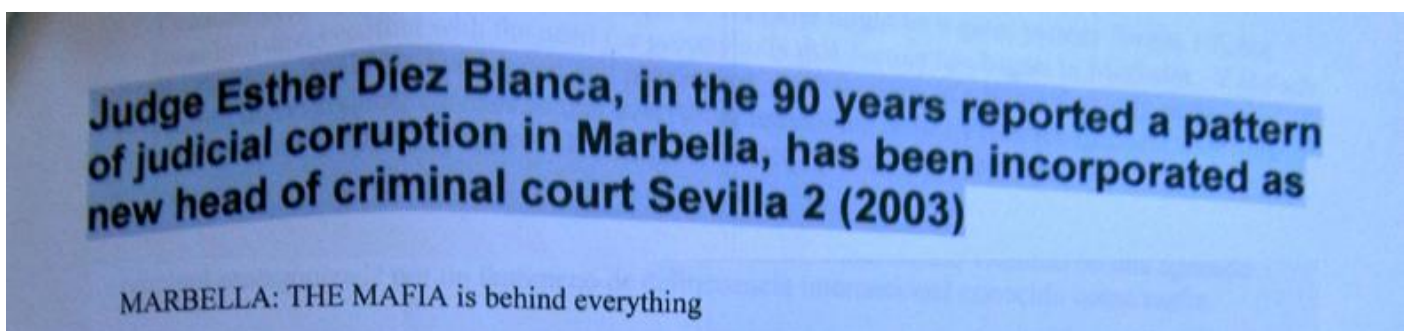 Judge Esther Díez Blanca, in the 90 years reported a pattern
of judicial corruption in Marbella, has been incorporated as
new head of criminal court Sevilla 2 (2003)
MARBELLA: THE MAFIA is behind everything